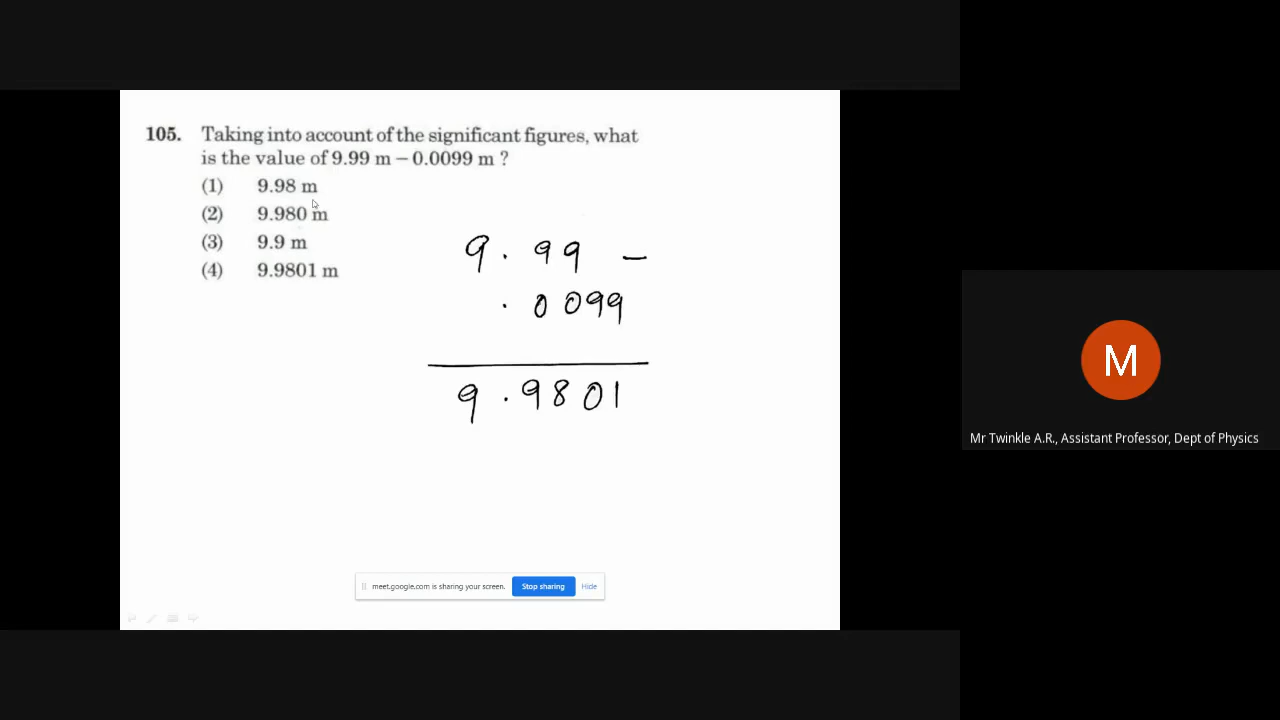 105. Taking into account of the significant figures, what
is the value of 9.99 m – 0.0099 m ?
(1) 9.98 m
(2) 9.980 m
(3) 9.9 m
(4) 9.9801 m
9.99 –
.0099
9.9801
M
Mr Twinkle A.R., Assistant Professor, Dept of Physics
meet.google.com is sharing your screen. Stop sharing Hide